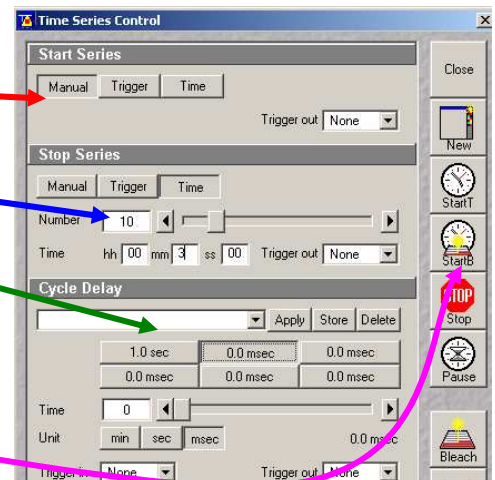 Time Series Control
Start Series
Manual Trigger Time
Trigger out None
Stop Series
Manual Trigger Time
Number 10
Time hh 00 mm 3 ss 00 Trigger out None
Cycle Delay
Apply Store Delete
1.0 sec 0.0 msec 0.0 msec
0.0 msec 0.0 msec 0.0 msec
Time 0
Unit min sec msec 0.0 msec
Trigger in None Trigger out None
Close
New
StartT
StartB
STOP
Stop
Pause
Bleach